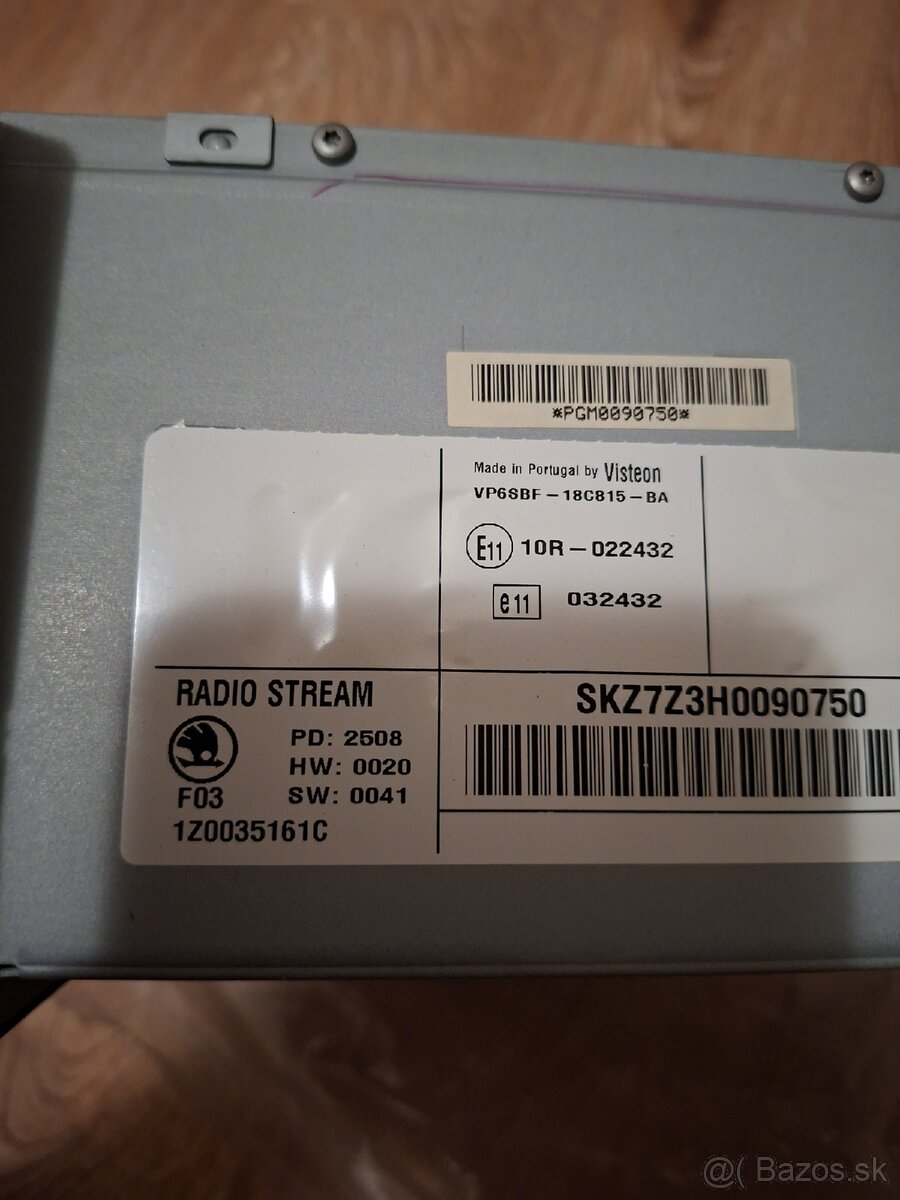 *PGM0090750*
Made in Portugal by Visteon
VP6SBF-18C815-BA
E11 10R-022432
e11 032432
RADIO STREAM
PD: 2508
HW: 0020
F03 SW: 0041
1Z0035161C
SKZ7Z3H0090750
@( Bazos.sk